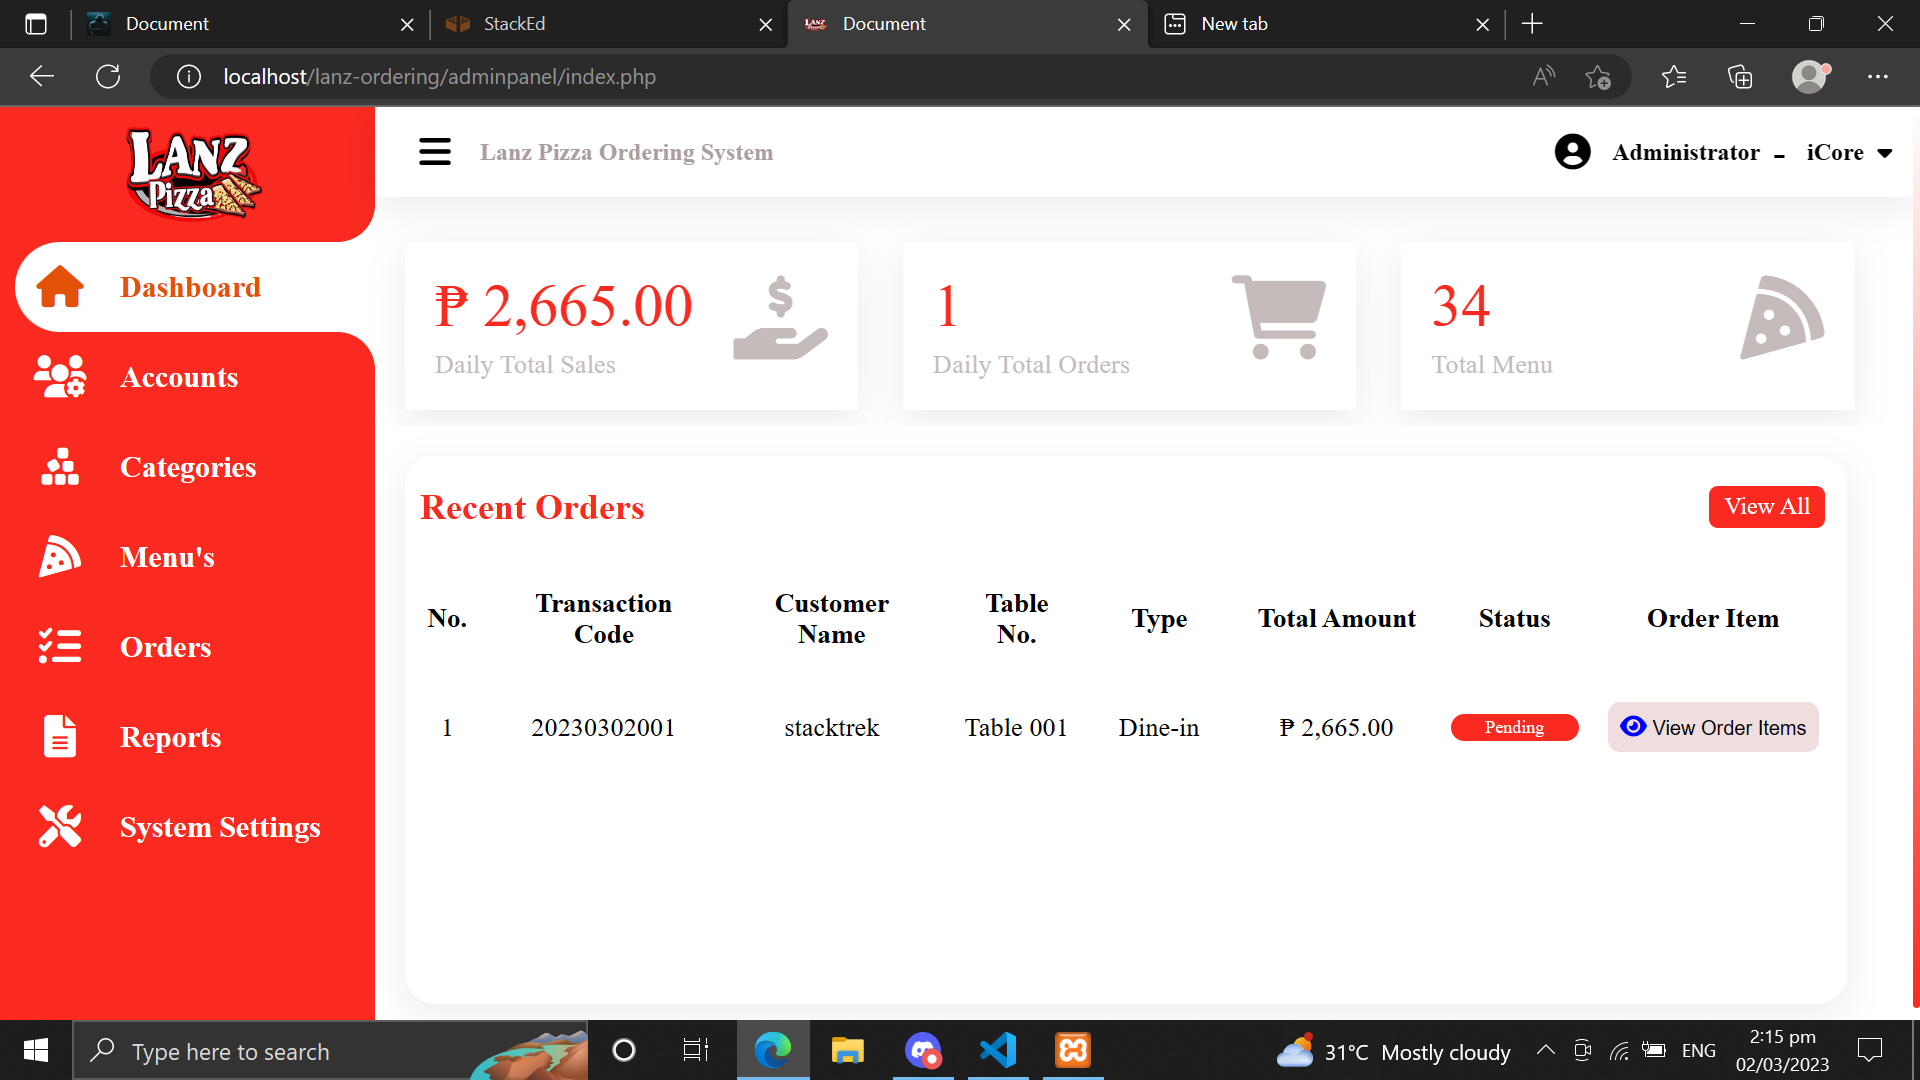 Document
StackEd
Document
New tab
localhost/lanz-ordering/adminpanel/index.php
LANZ
Pizza
Lanz Pizza Ordering System
Administrator - iCore
Dashboard
Accounts
Categories
Menu's
Orders
Reports
System Settings
₱ 2,665.00
Daily Total Sales
1
Daily Total Orders
34
Total Menu
Recent Orders
View All
No. Transaction Code Customer Name Table No. Type Total Amount Status Order Item
1 20230302001 stacktrek Table 001 Dine-in ₱ 2,665.00 Pending View Order Items
Type here to search
31°C Mostly cloudy
ENG
2:15 pm
02/03/2023